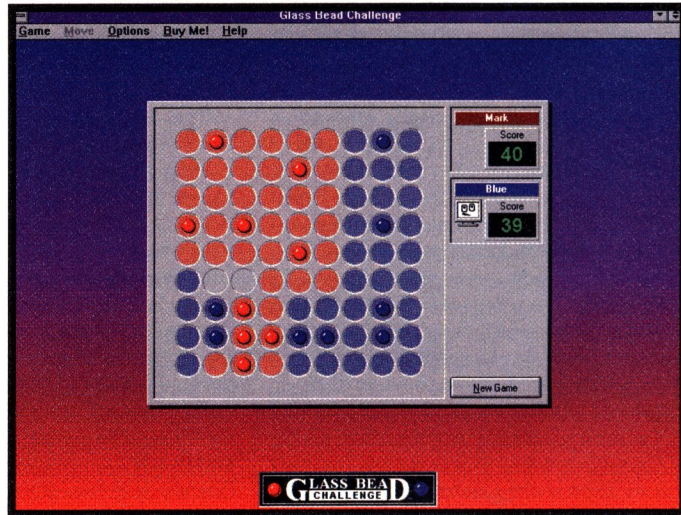 Glass Bead Challenge
Game Move Options Buy Me! Help
Mark
Score
40
Blue
Score
39
New Game
GLASS BEAD
CHALLENGE